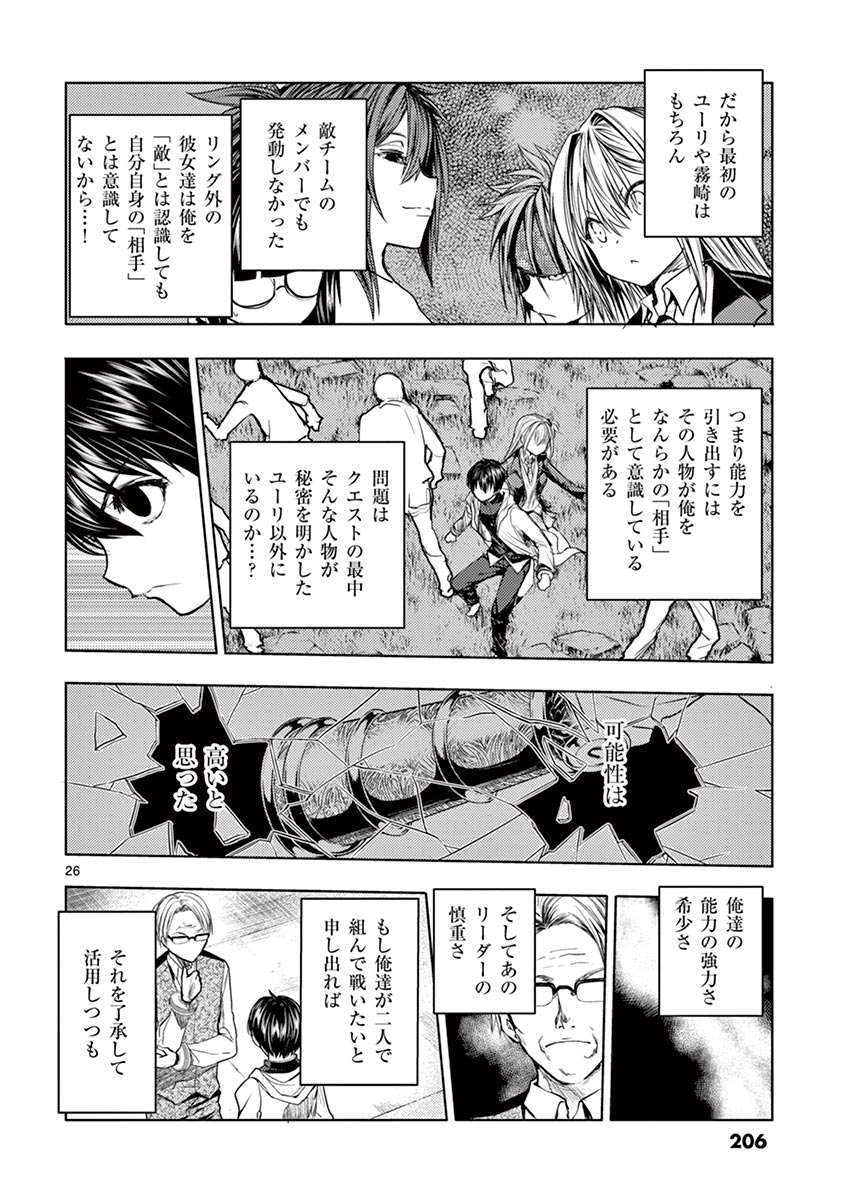 だから最初の
ユーリや霧崎は
もちろん
敵チームの
メンバーでも
発動しなかった
リング外の
彼女達は俺を
「敵」とは認識しても
自分自身の「相手」
とは意識して
ないから…！
つまり能力を
引き出すには
その人物が俺を
なんらかの「相手」
として意識している
必要がある
問題は
クエストの最中
そんな人物が
秘密を明かした
ユーリ以外に
いるのか…？
可能性は
高いと
思った
26
俺達の
能力の強力さ
希少さ
そしてあの
リーダーの
慎重さ
もし俺達が二人で
組んで戦いたいと
申し出れば
それを了承して
活用しつつも
206